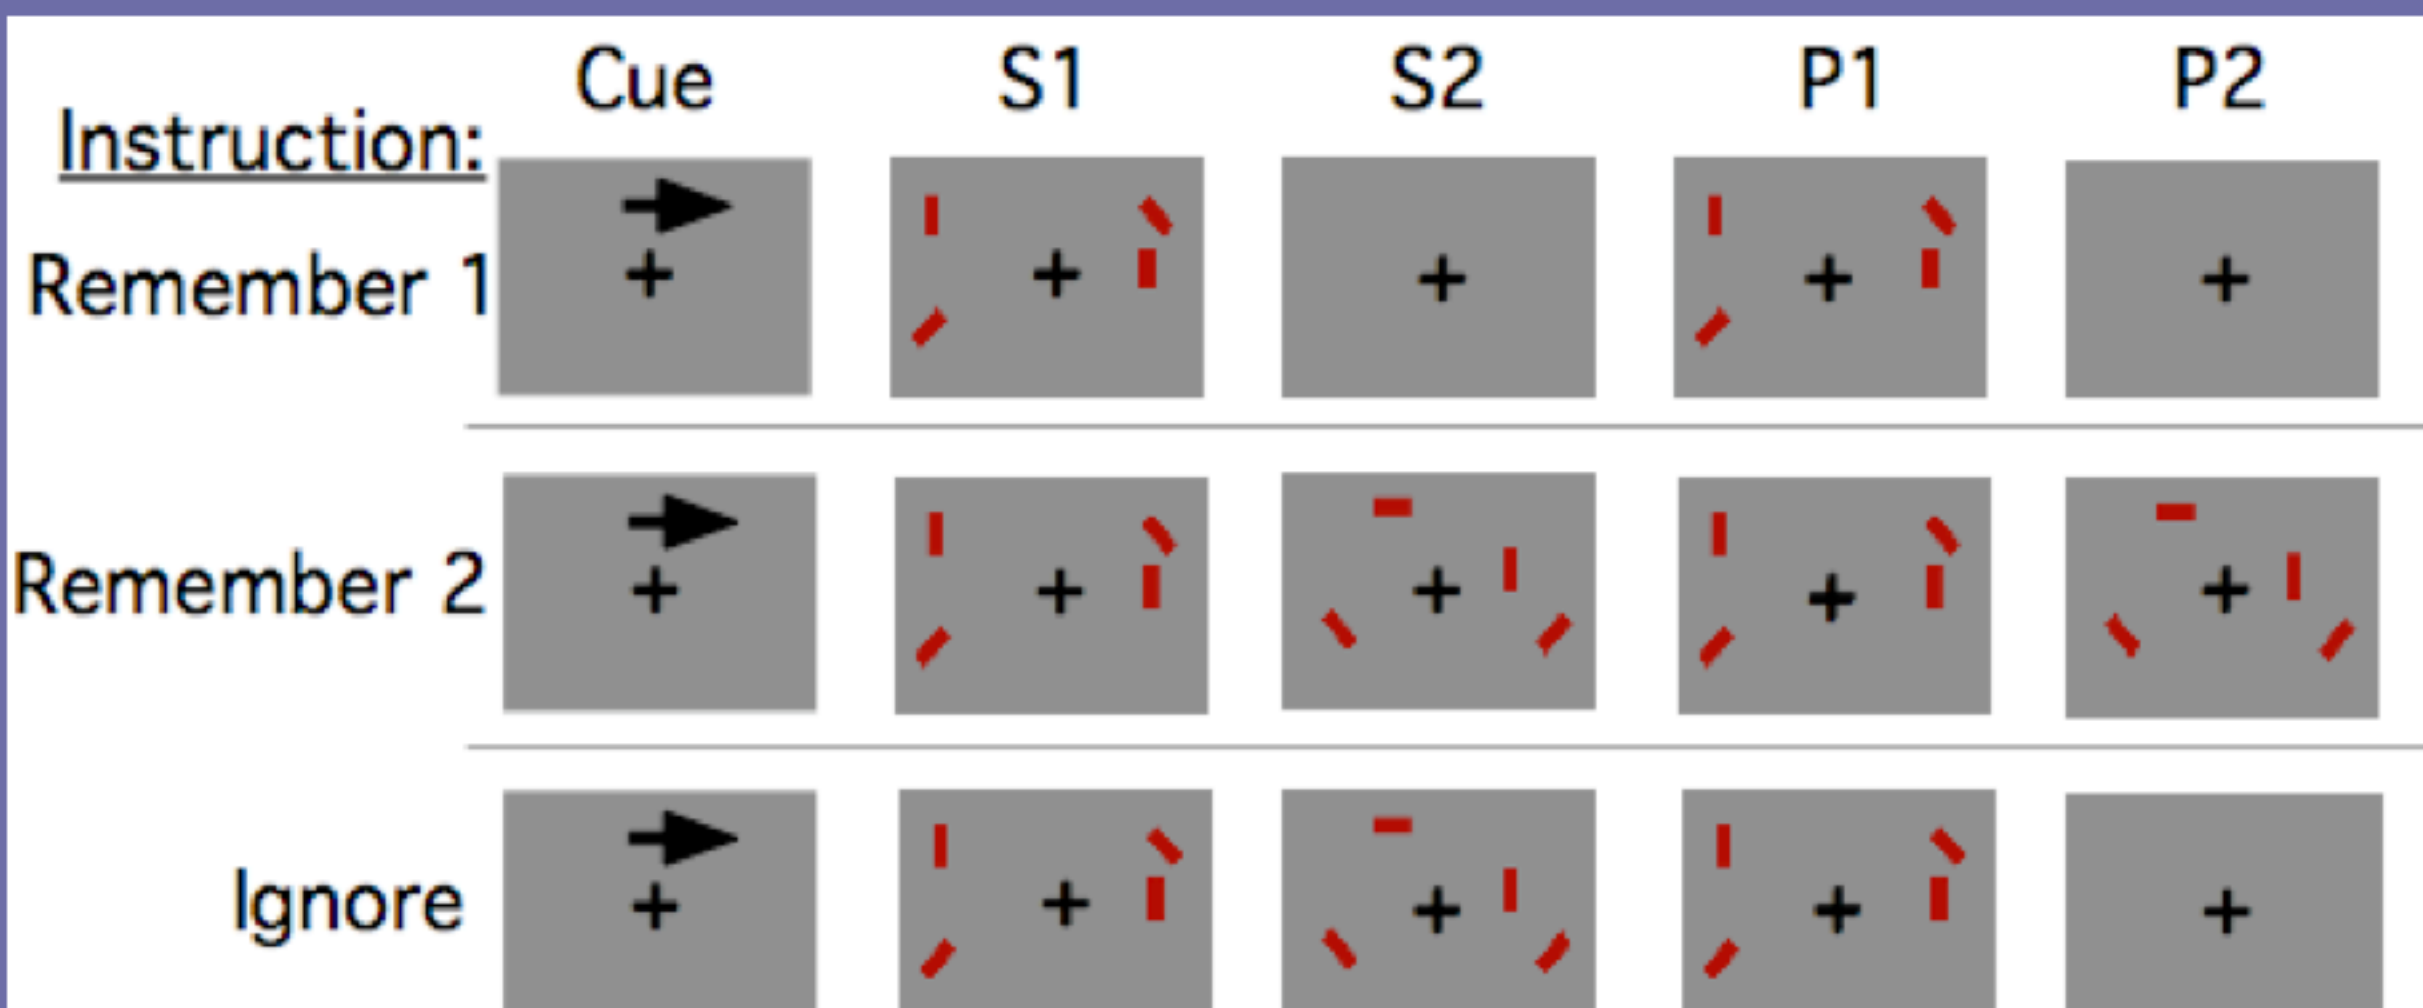 Cue S1 S2 P1 P2
Instruction:
Remember 1
Remember 2
Ignore